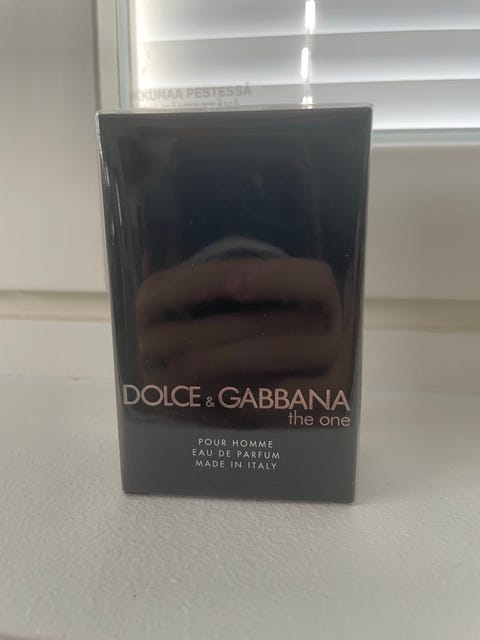 IKKUNAA PESTESSÄ
DOLCE & GABBANA
the one
POUR HOMME
EAU DE PARFUM
MADE IN ITALY